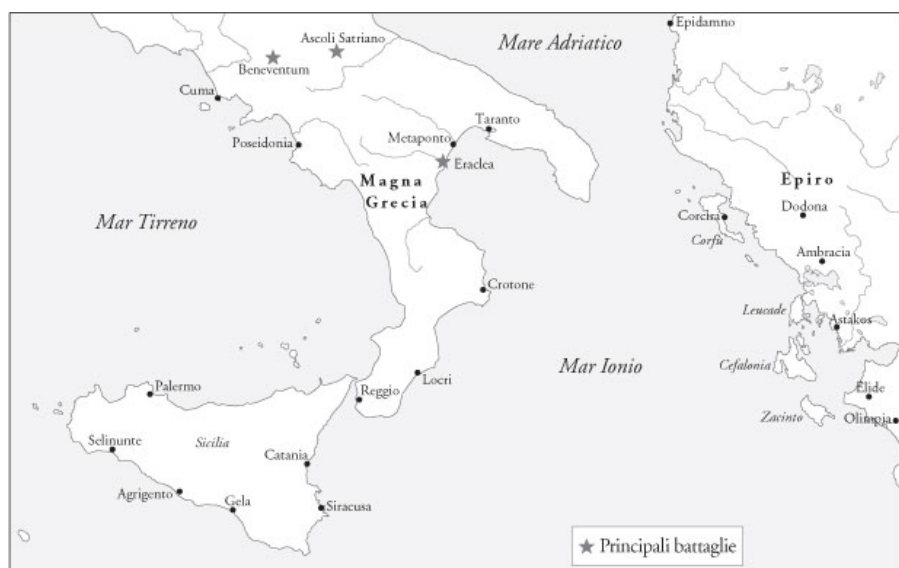 Epidamno
Ascoli Satriano
Mare Adriatico
Beneventum
Cuma
Taranto
Poseidonia
Metaponto
Eraclea
Magna
Grecia
Epiro
Dodona
Corcira
Corfù
Mar Tirreno
Ambracia
Crotone
Leucade
Astakos
Mar Ionio
Cefalonia
Locri
Reggio
Palermo
Élide
Zacinto
Olimpia
Selinunte
Sicilia
Catania
Agrigento
Gela
Siracusa
Principali battaglie